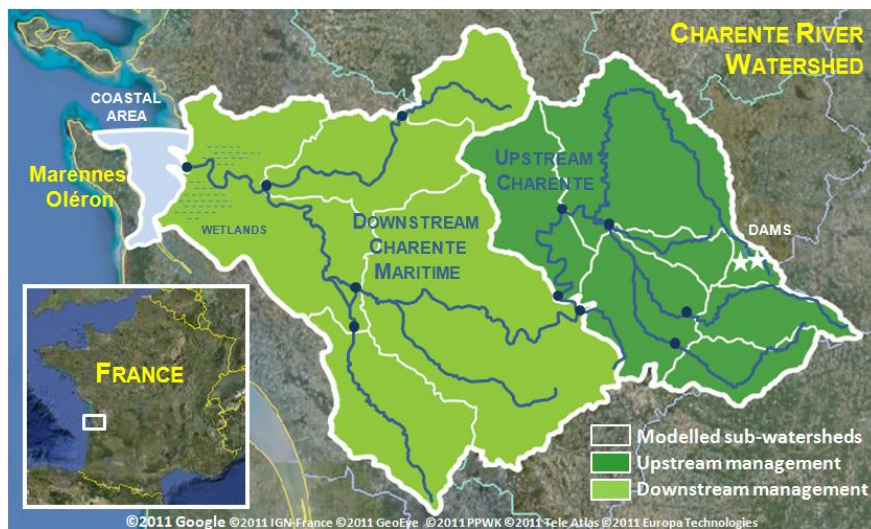 CHARENTE RIVER
WATERSHED
COASTAL
AREA
Marennes
Oléron
UPSTREAM
CHARENTE
WETLANDS
DOWNSTREAM
CHARENTE
MARITIME
DAMS
FRANCE
Modelled sub-watersheds
Upstream management
Downstream management
©2011 Google ©2011 IGN-France ©2011 GeoEye ©2011 PPWK ©2011 Tele Atlas ©2011 Europa Technologies